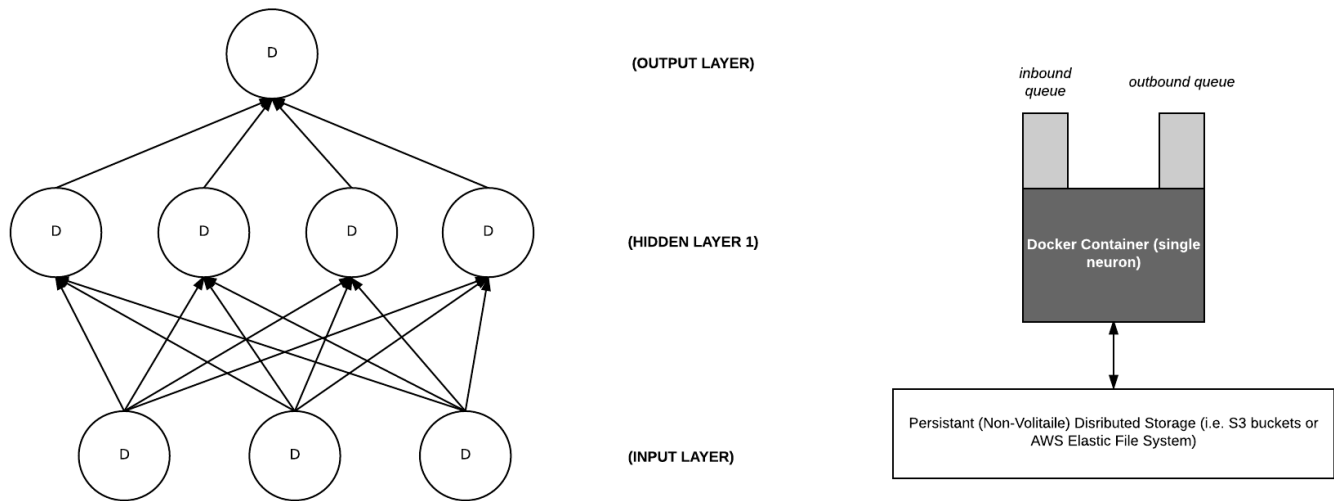 D
(OUTPUT LAYER)
D
D
D
D
(HIDDEN LAYER 1)
D
D
D
(INPUT LAYER)
inbound
queue
outbound queue
Docker Container (single
neuron)
Persistant (Non-Volitaile) Disributed Storage (i.e. S3 buckets or
AWS Elastic File System)